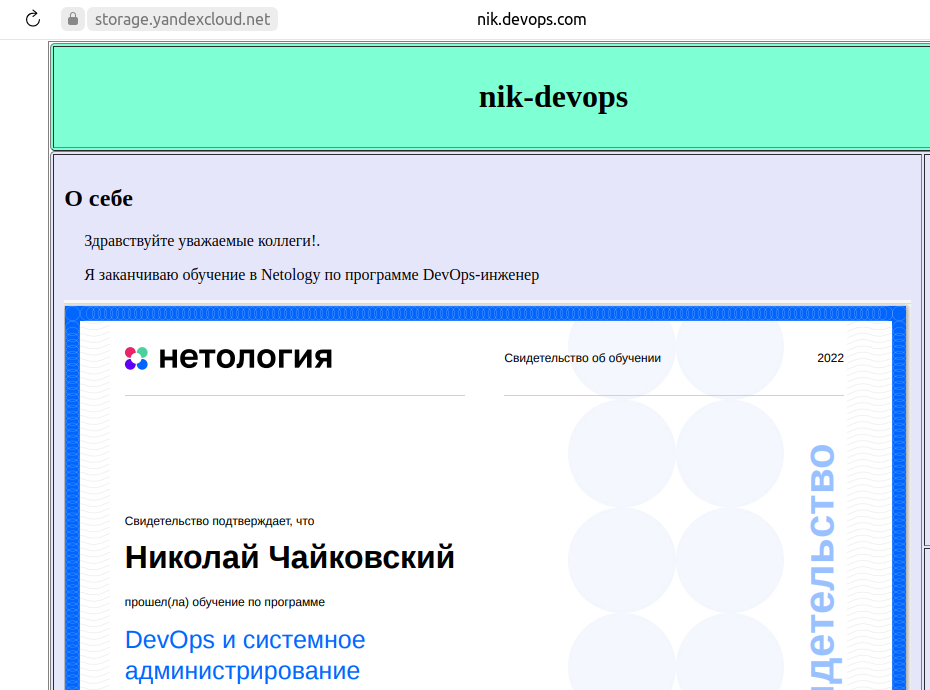 storage.yandexcloud.net
nik.devops.com
nik-devops
О себе
Здравствуйте уважаемые коллеги!.
Я заканчиваю обучение в Netology по программе DevOps-инженер
нетология
Свидетельство об обучении
2022
Свидетельство подтверждает, что
Николай Чайковский
прошел(ла) обучение по программе
DevOps и системное
администрирование
детельство